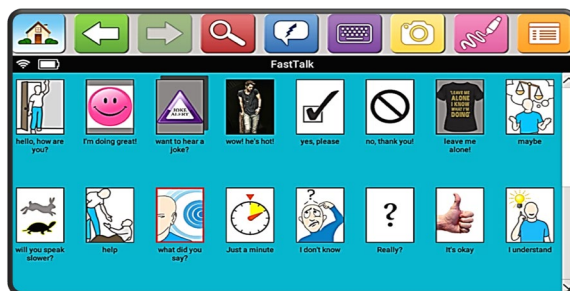 FastTalk
JOKE
ALERT
LEAVE ME
ALONE
I KNOW
WHAT I'M
DOING
hello, how are
you?
I'm doing great!
want to hear a
joke?
wow! he's hot!
yes, please
no, thank you!
leave me
alone!
maybe
?
?
will you speak
slower?
help
what did you
say?
Just a minute
I don't know
Really?
It's okay
I understand